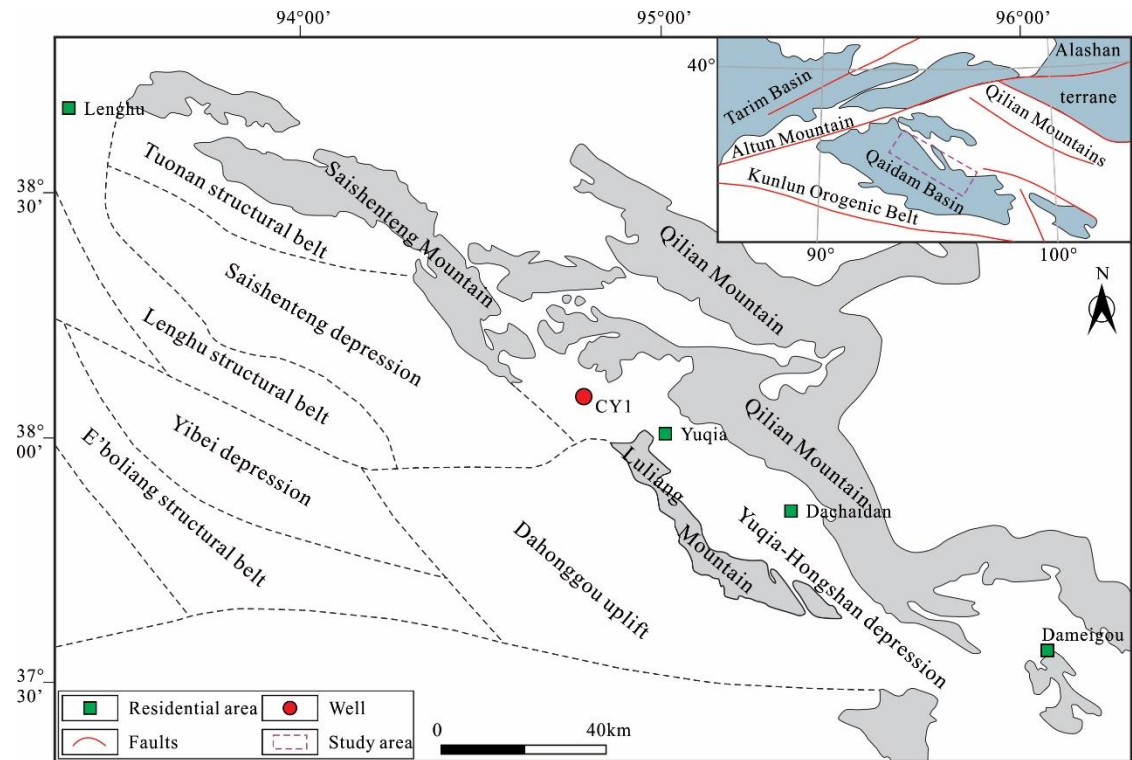 94°00’
95°00’
96°00’
40°
Alashan
terrane
Tarim Basin
Altun Mountain
Qilian Mountains
Qaidam Basin
Kunlun Orogenic Belt
90°
100°
Lenghu
38°
30’
Tuonan structural belt
Saishenteng Mountain
Saishenteng depression
Qilian Mountain
N
Lenghu structural belt
CY1
38°
00’
Yuqia
Yibei depression
E’boliang structural belt
Luliang
Mountain
Qilian Mountain
Dachaidan
Yuqia-Hongshan depression
Dahonggou uplift
Dameigou
37°
30’
Residential area
Well
Faults
Study area
0
40km